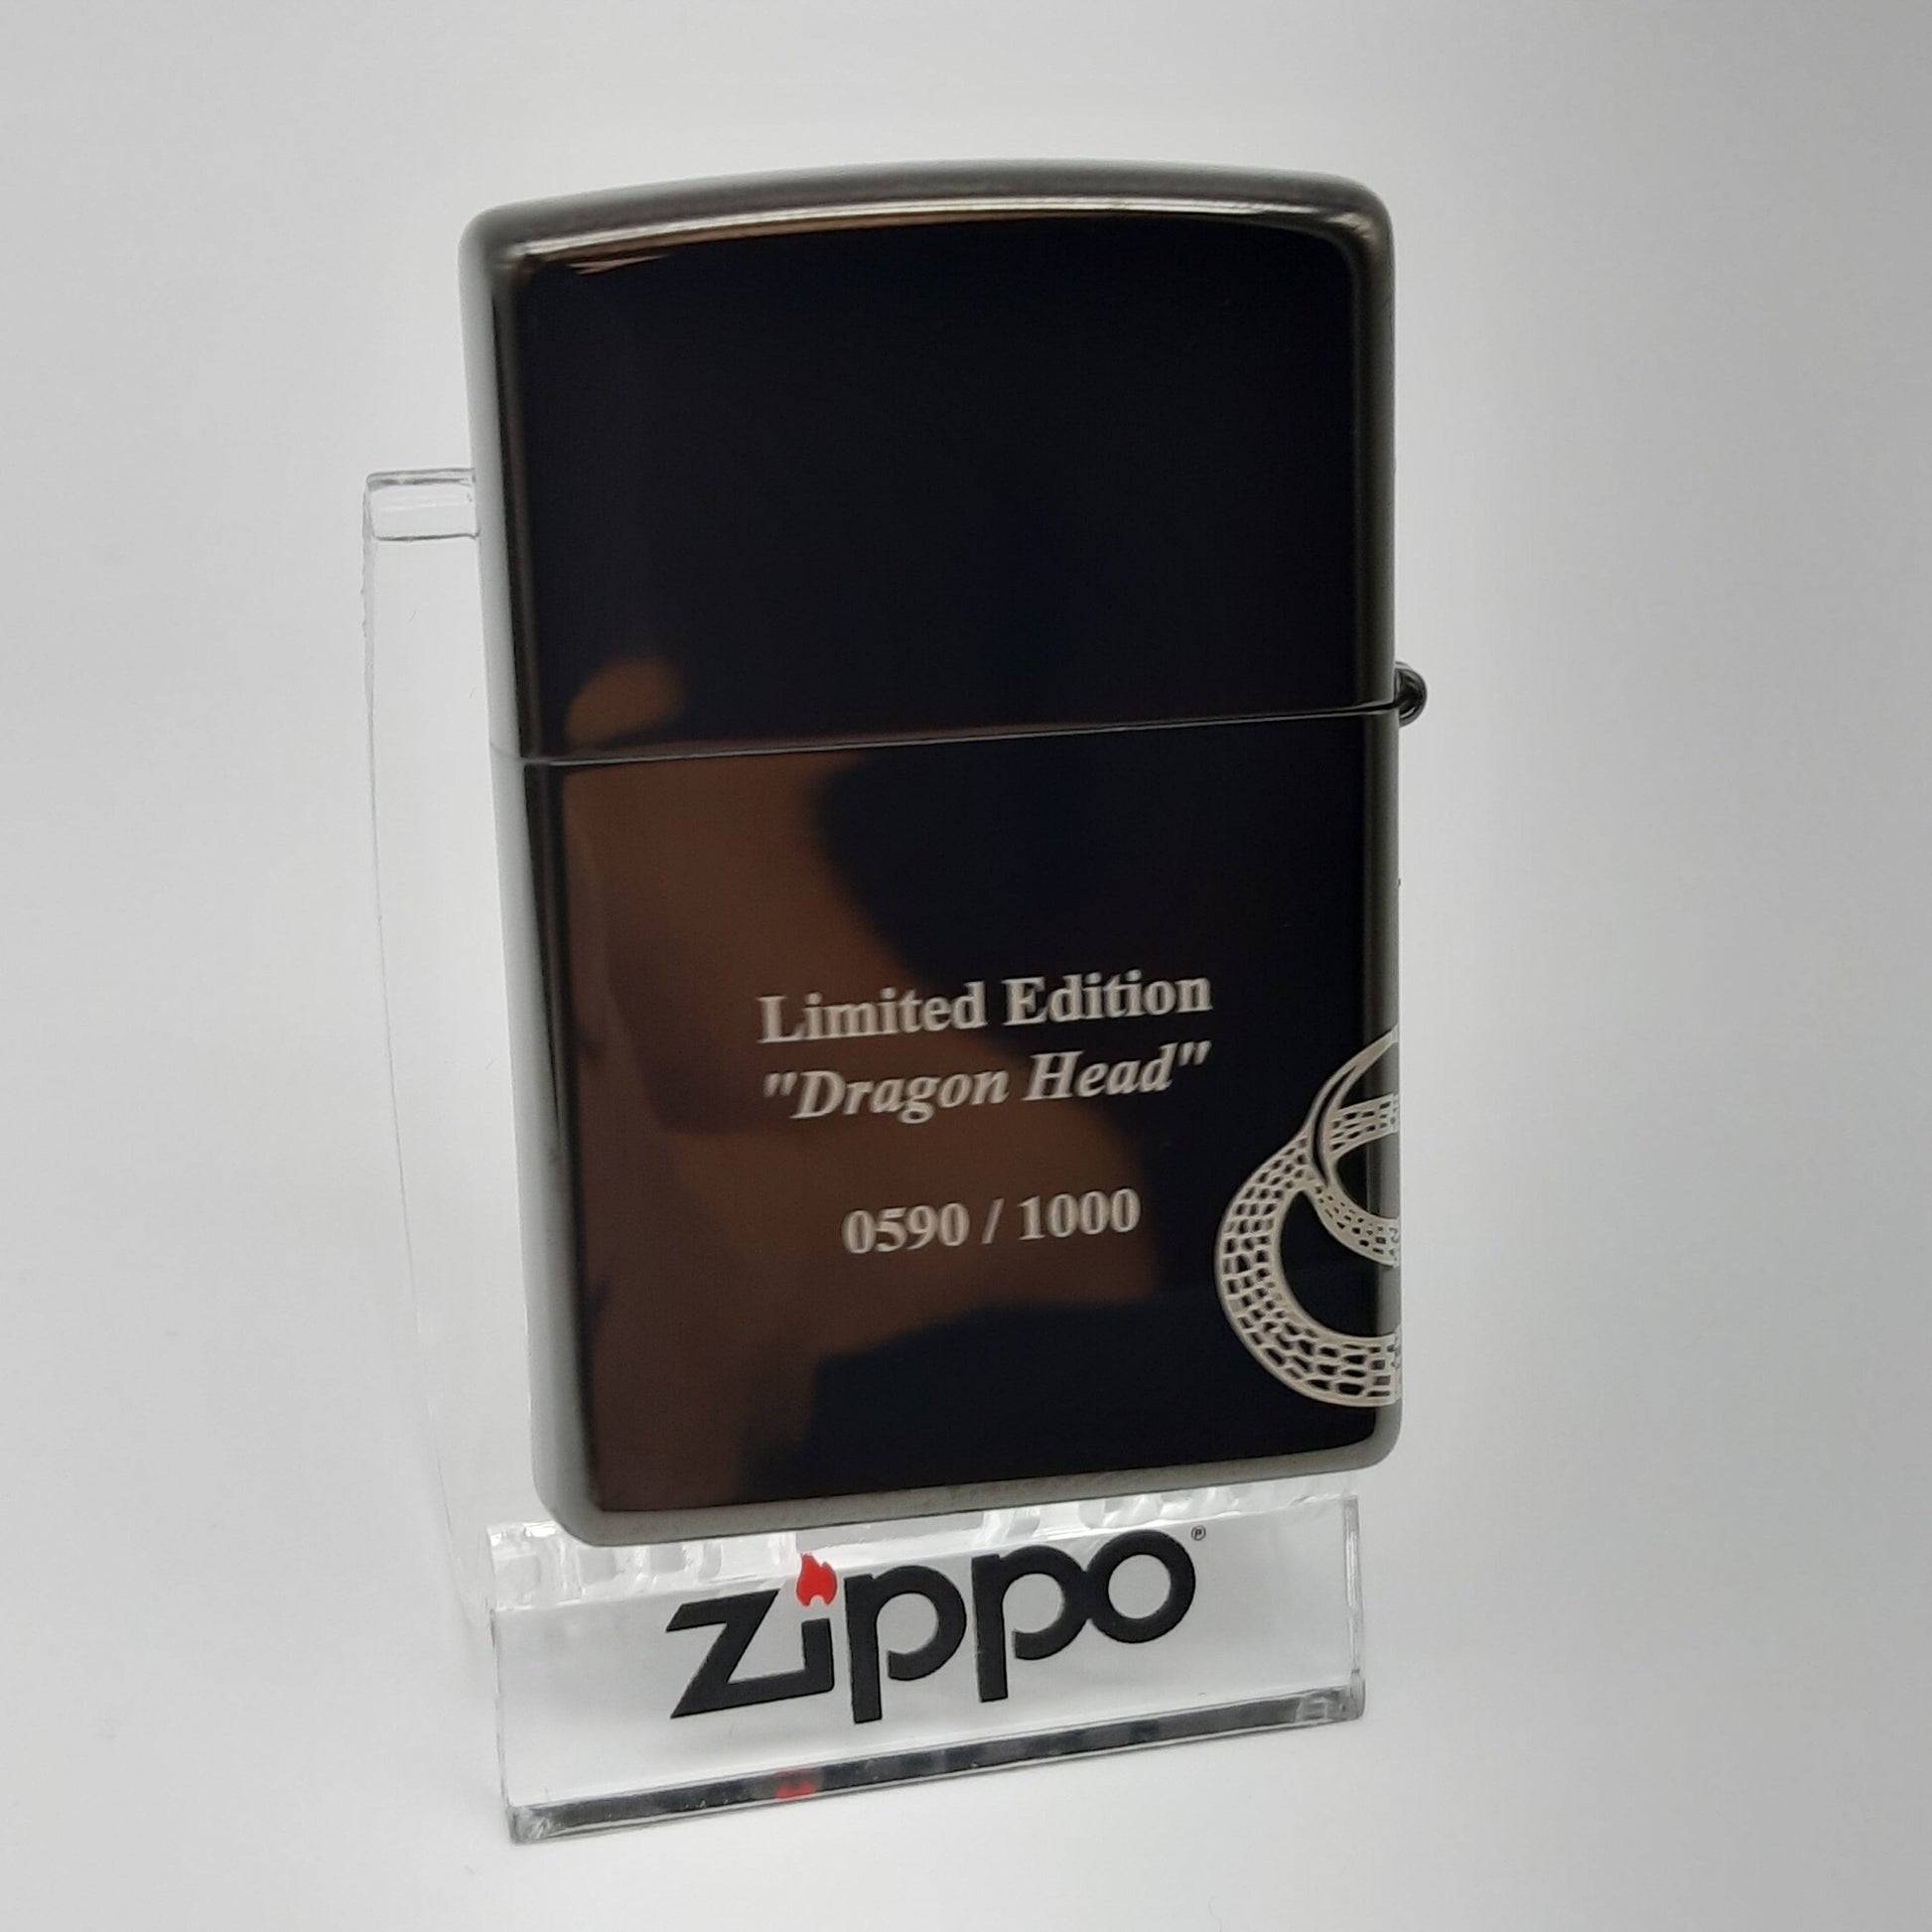 Limited Edition
"Dragon Head"
0590 / 1000
zippo®